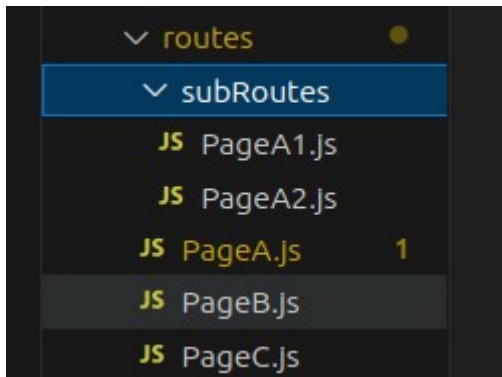 routes
subRoutes
JS PageA1.js
JS PageA2.js
JS PageA.js 1
JS PageB.js
JS PageC.js